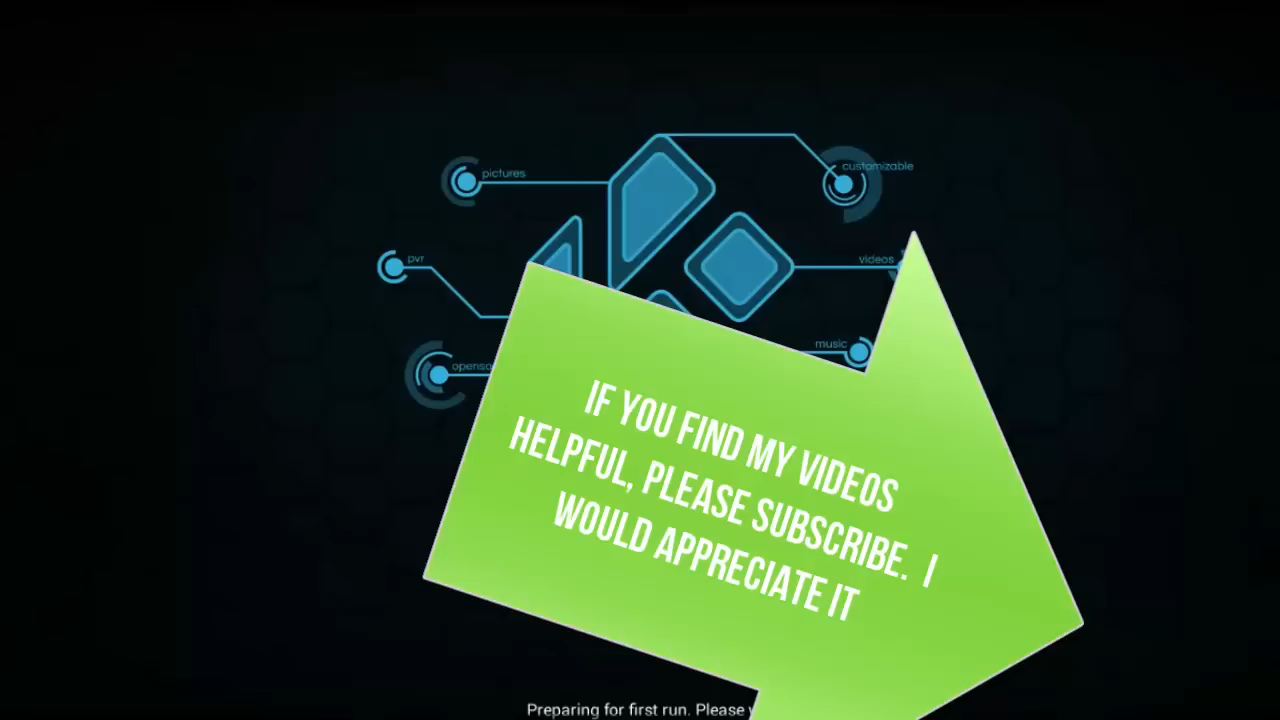 pictures
customizable
pvr
videos
music
IF YOU FIND MY VIDEOS
HELPFUL, PLEASE SUBSCRIBE. I
WOULD APPRECIATE IT
Preparing for first run. Please